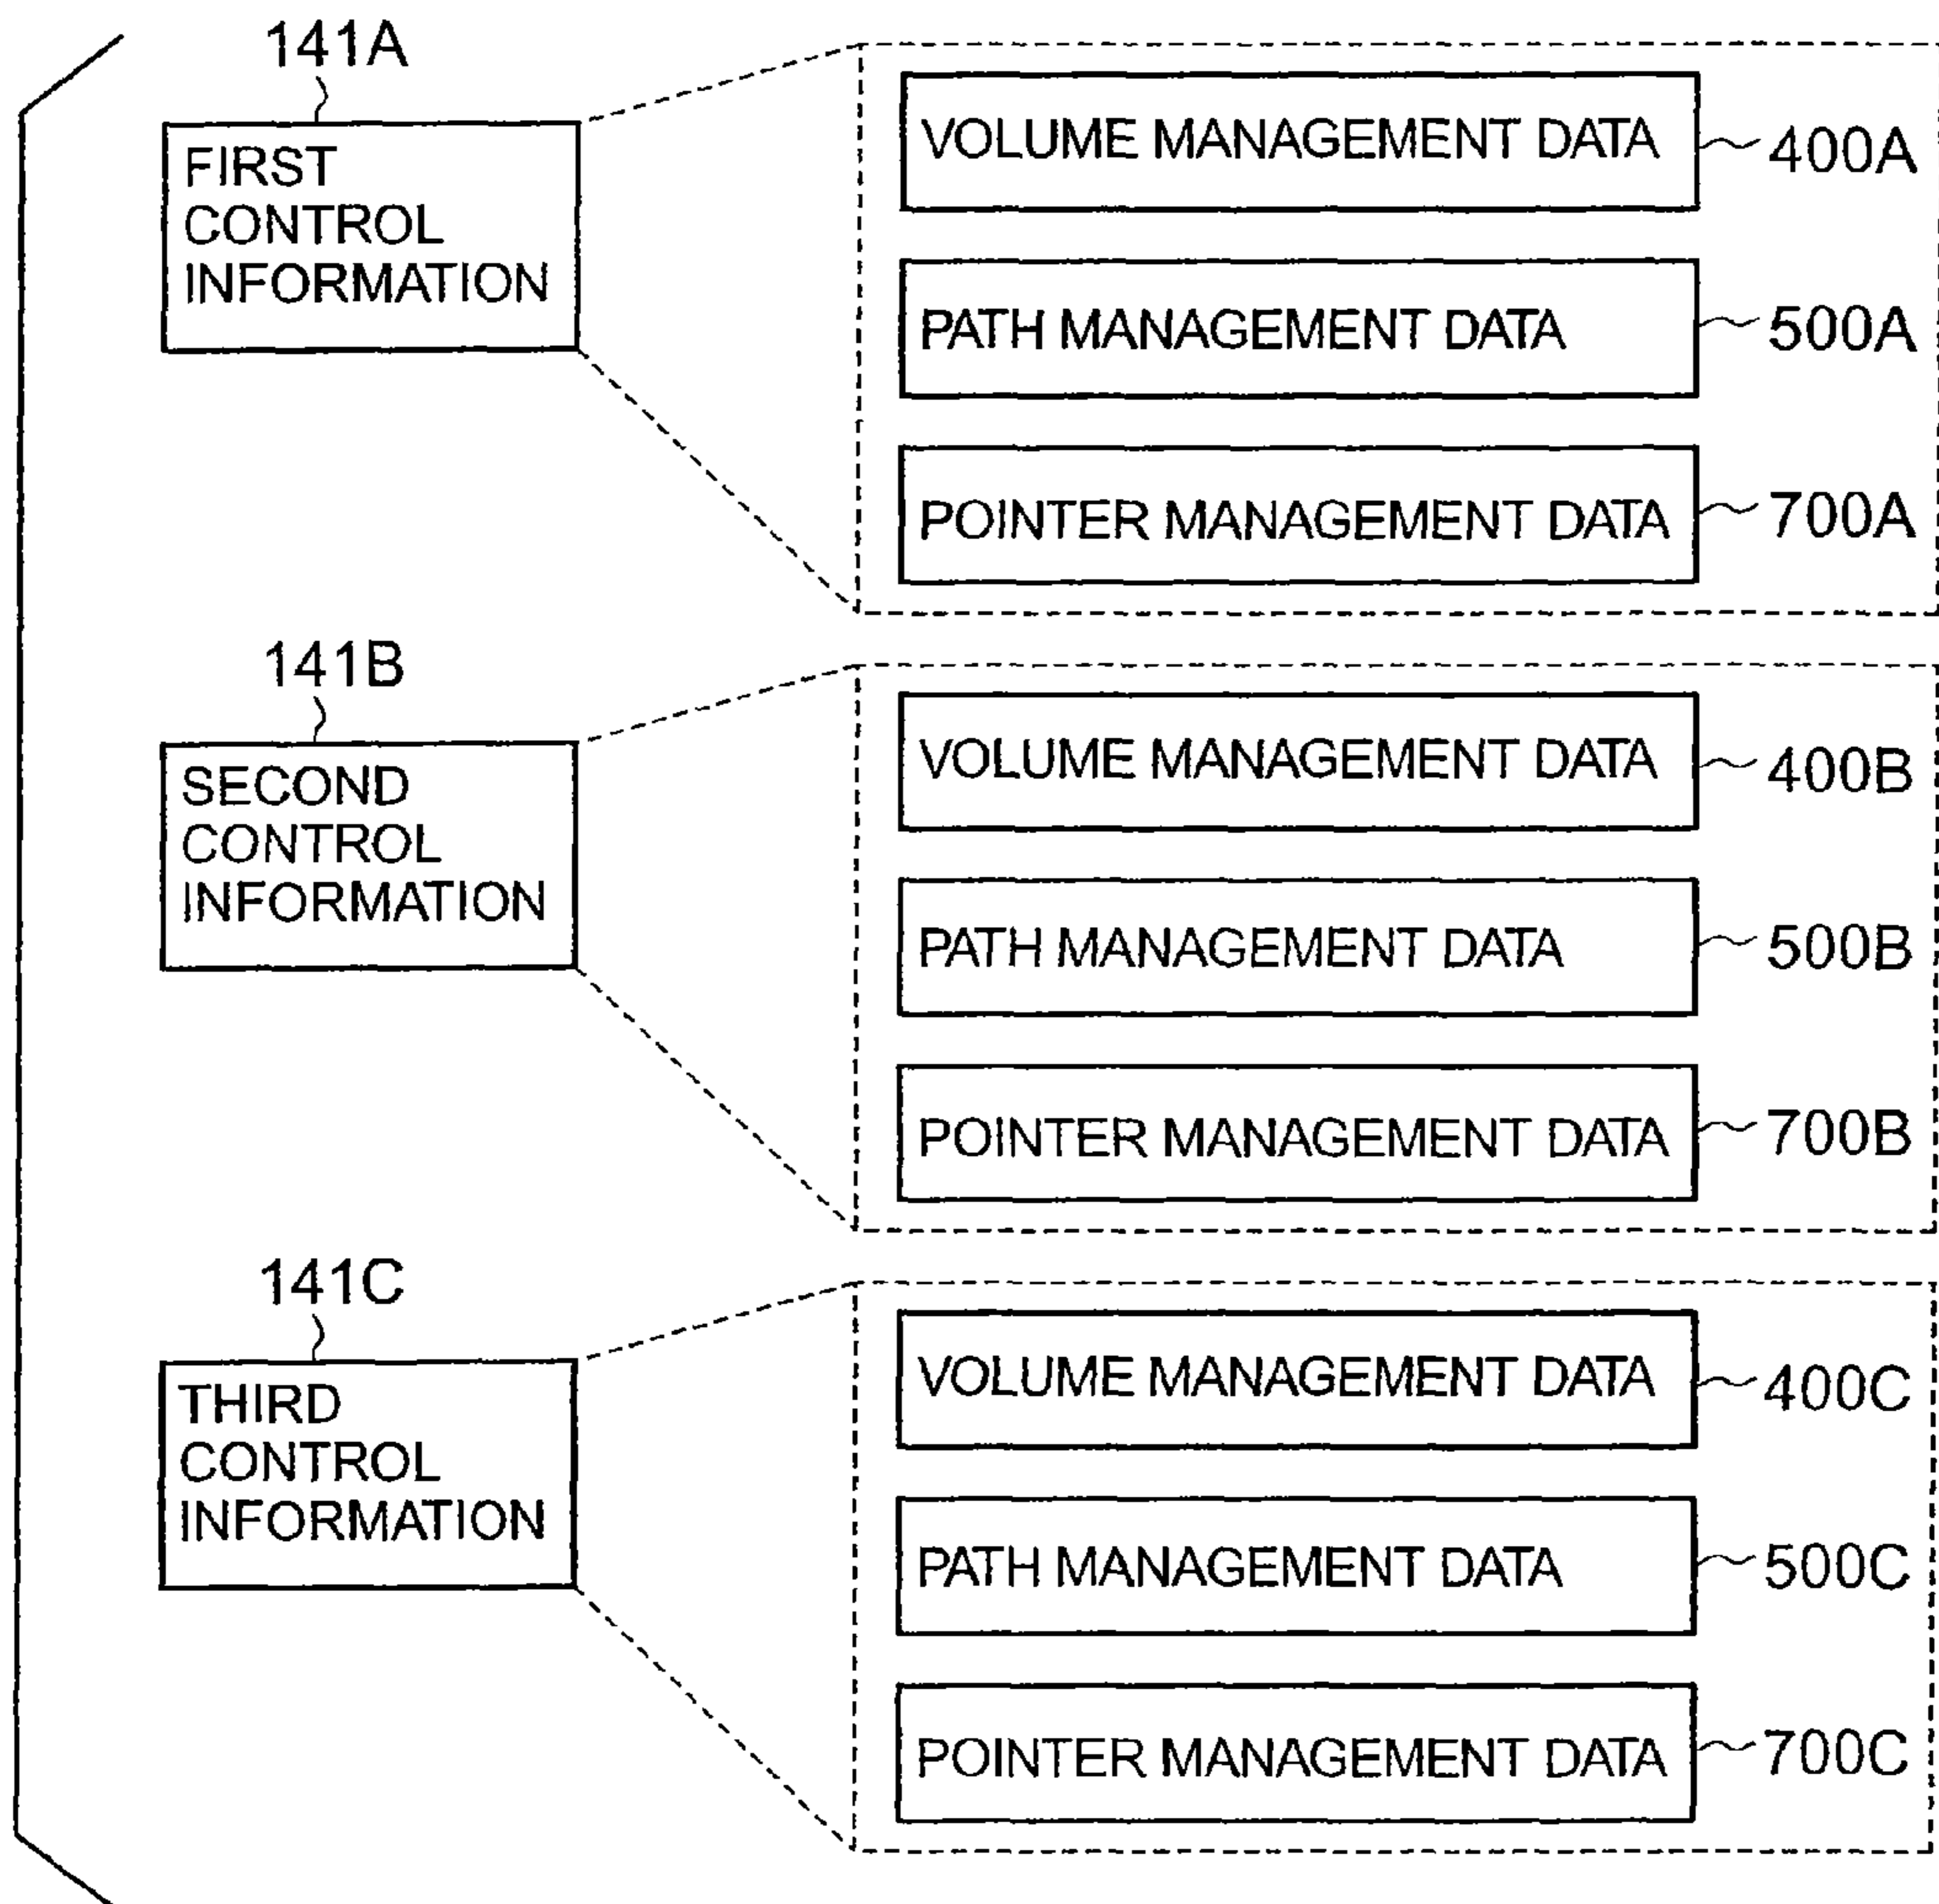 141A
FIRST
CONTROL
INFORMATION
VOLUME MANAGEMENT DATA
400A
PATH MANAGEMENT DATA
500A
POINTER MANAGEMENT DATA
700A
141B
SECOND
CONTROL
INFORMATION
VOLUME MANAGEMENT DATA
400B
PATH MANAGEMENT DATA
500B
POINTER MANAGEMENT DATA
700B
141C
THIRD
CONTROL
INFORMATION
VOLUME MANAGEMENT DATA
400C
PATH MANAGEMENT DATA
500C
POINTER MANAGEMENT DATA
700C